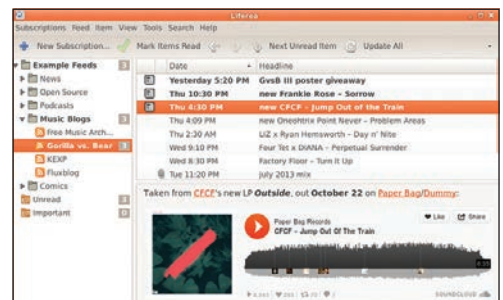 Liferea
Subscriptions Feed Item View Tools Search Help
New Subscription... Mark Items Read Next Unread Item Update All
Date Headline
Example Feeds 3
News
Open Source
Podcasts
Music Blogs 3
Free Music Arch...
Gorilla vs. Bear 3
KEXP
Fluxblog
Comics
Unread 3
Important 0
Yesterday 5:20 PM GvsB III poster giveaway
Thu 10:30 PM new Frankie Rose – Sorrow
Thu 4:30 PM new CFCF – Jump Out of the Train
Thu 4:09 PM new Oneohtrix Point Never – Problem Areas
Thu 2:30 AM LIZ x Ryan Hemsworth – Day n' Nite
Wed 9:10 PM Four Tet x DIANA – Perpetual Surrender
Wed 8:30 PM Factory Floor – Turn It Up
Tue 11:20 PM july 2013 mix
Taken from CFCF's new LP Outside, out October 22 on Paper Bag/Dummy:
Paper Bag Records
CFCF - Jump Out Of The Train
Like Share
SOUNDCLOUD